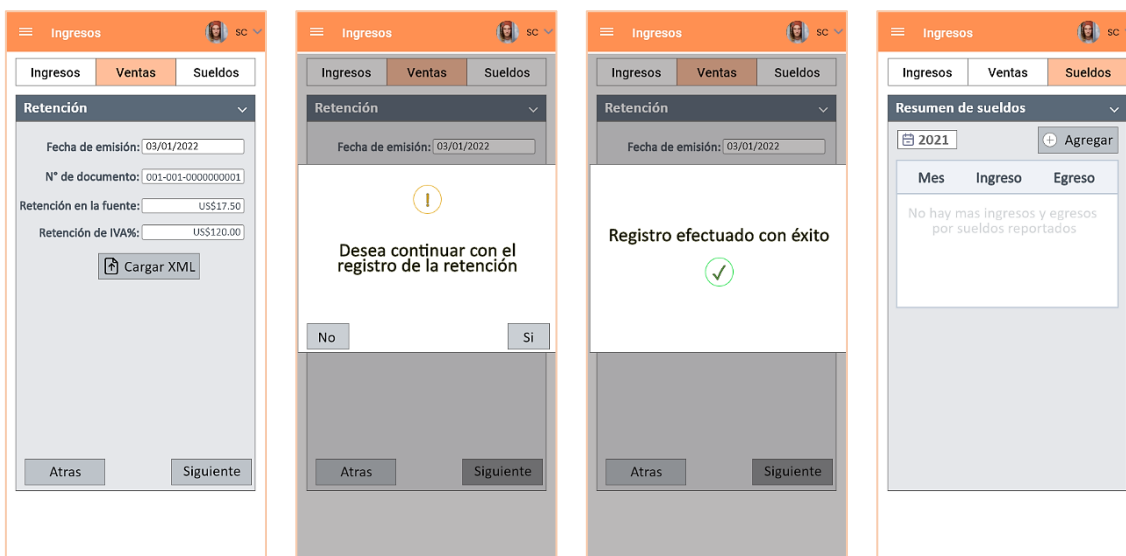 Ingresos
SC
Ingresos Ventas Sueldos
Retención
Fecha de emisión: 03/01/2022
N° de documento: 001-001-0000000001
Retención en la fuente: US$17.50
Retención de IVA%: US$120.00
Cargar XML
Atras Siguiente
Ingresos
SC
Ingresos Ventas Sueldos
Retención
Fecha de emisión: 03/01/2022
Desea continuar con el
registro de la retención
No Si
Atras Siguiente
Ingresos
SC
Ingresos Ventas Sueldos
Retención
Fecha de emisión: 03/01/2022
Registro efectuado con éxito
Atras Siguiente
Ingresos
SC
Ingresos Ventas Sueldos
Resumen de sueldos
2021 Agregar
Mes Ingreso Egreso
No hay mas ingresos y egresos
por sueldos reportados